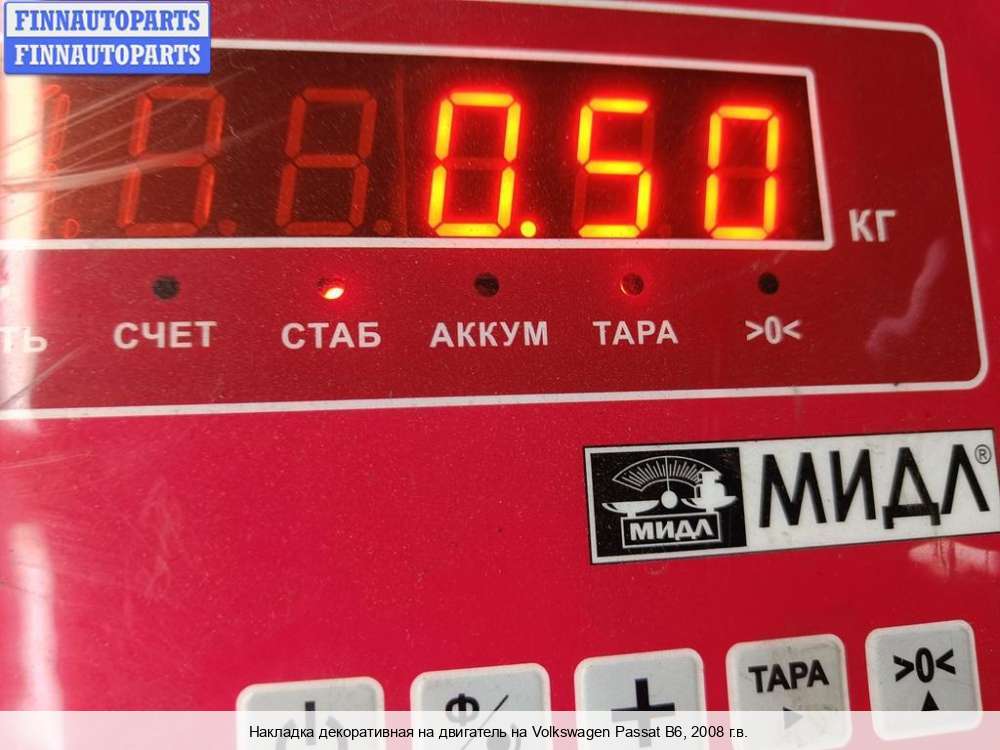 FINNAUTOPARTS
FINNAUTOPARTS
0.50
КГ
ТЬ СЧЕТ СТАБ АККУМ ТАРА >0<
МИДЛ МИДЛ®
Ф ТАРА >0<
+
Накладка декоративная на двигатель на Volkswagen Passat B6, 2008 г.в.